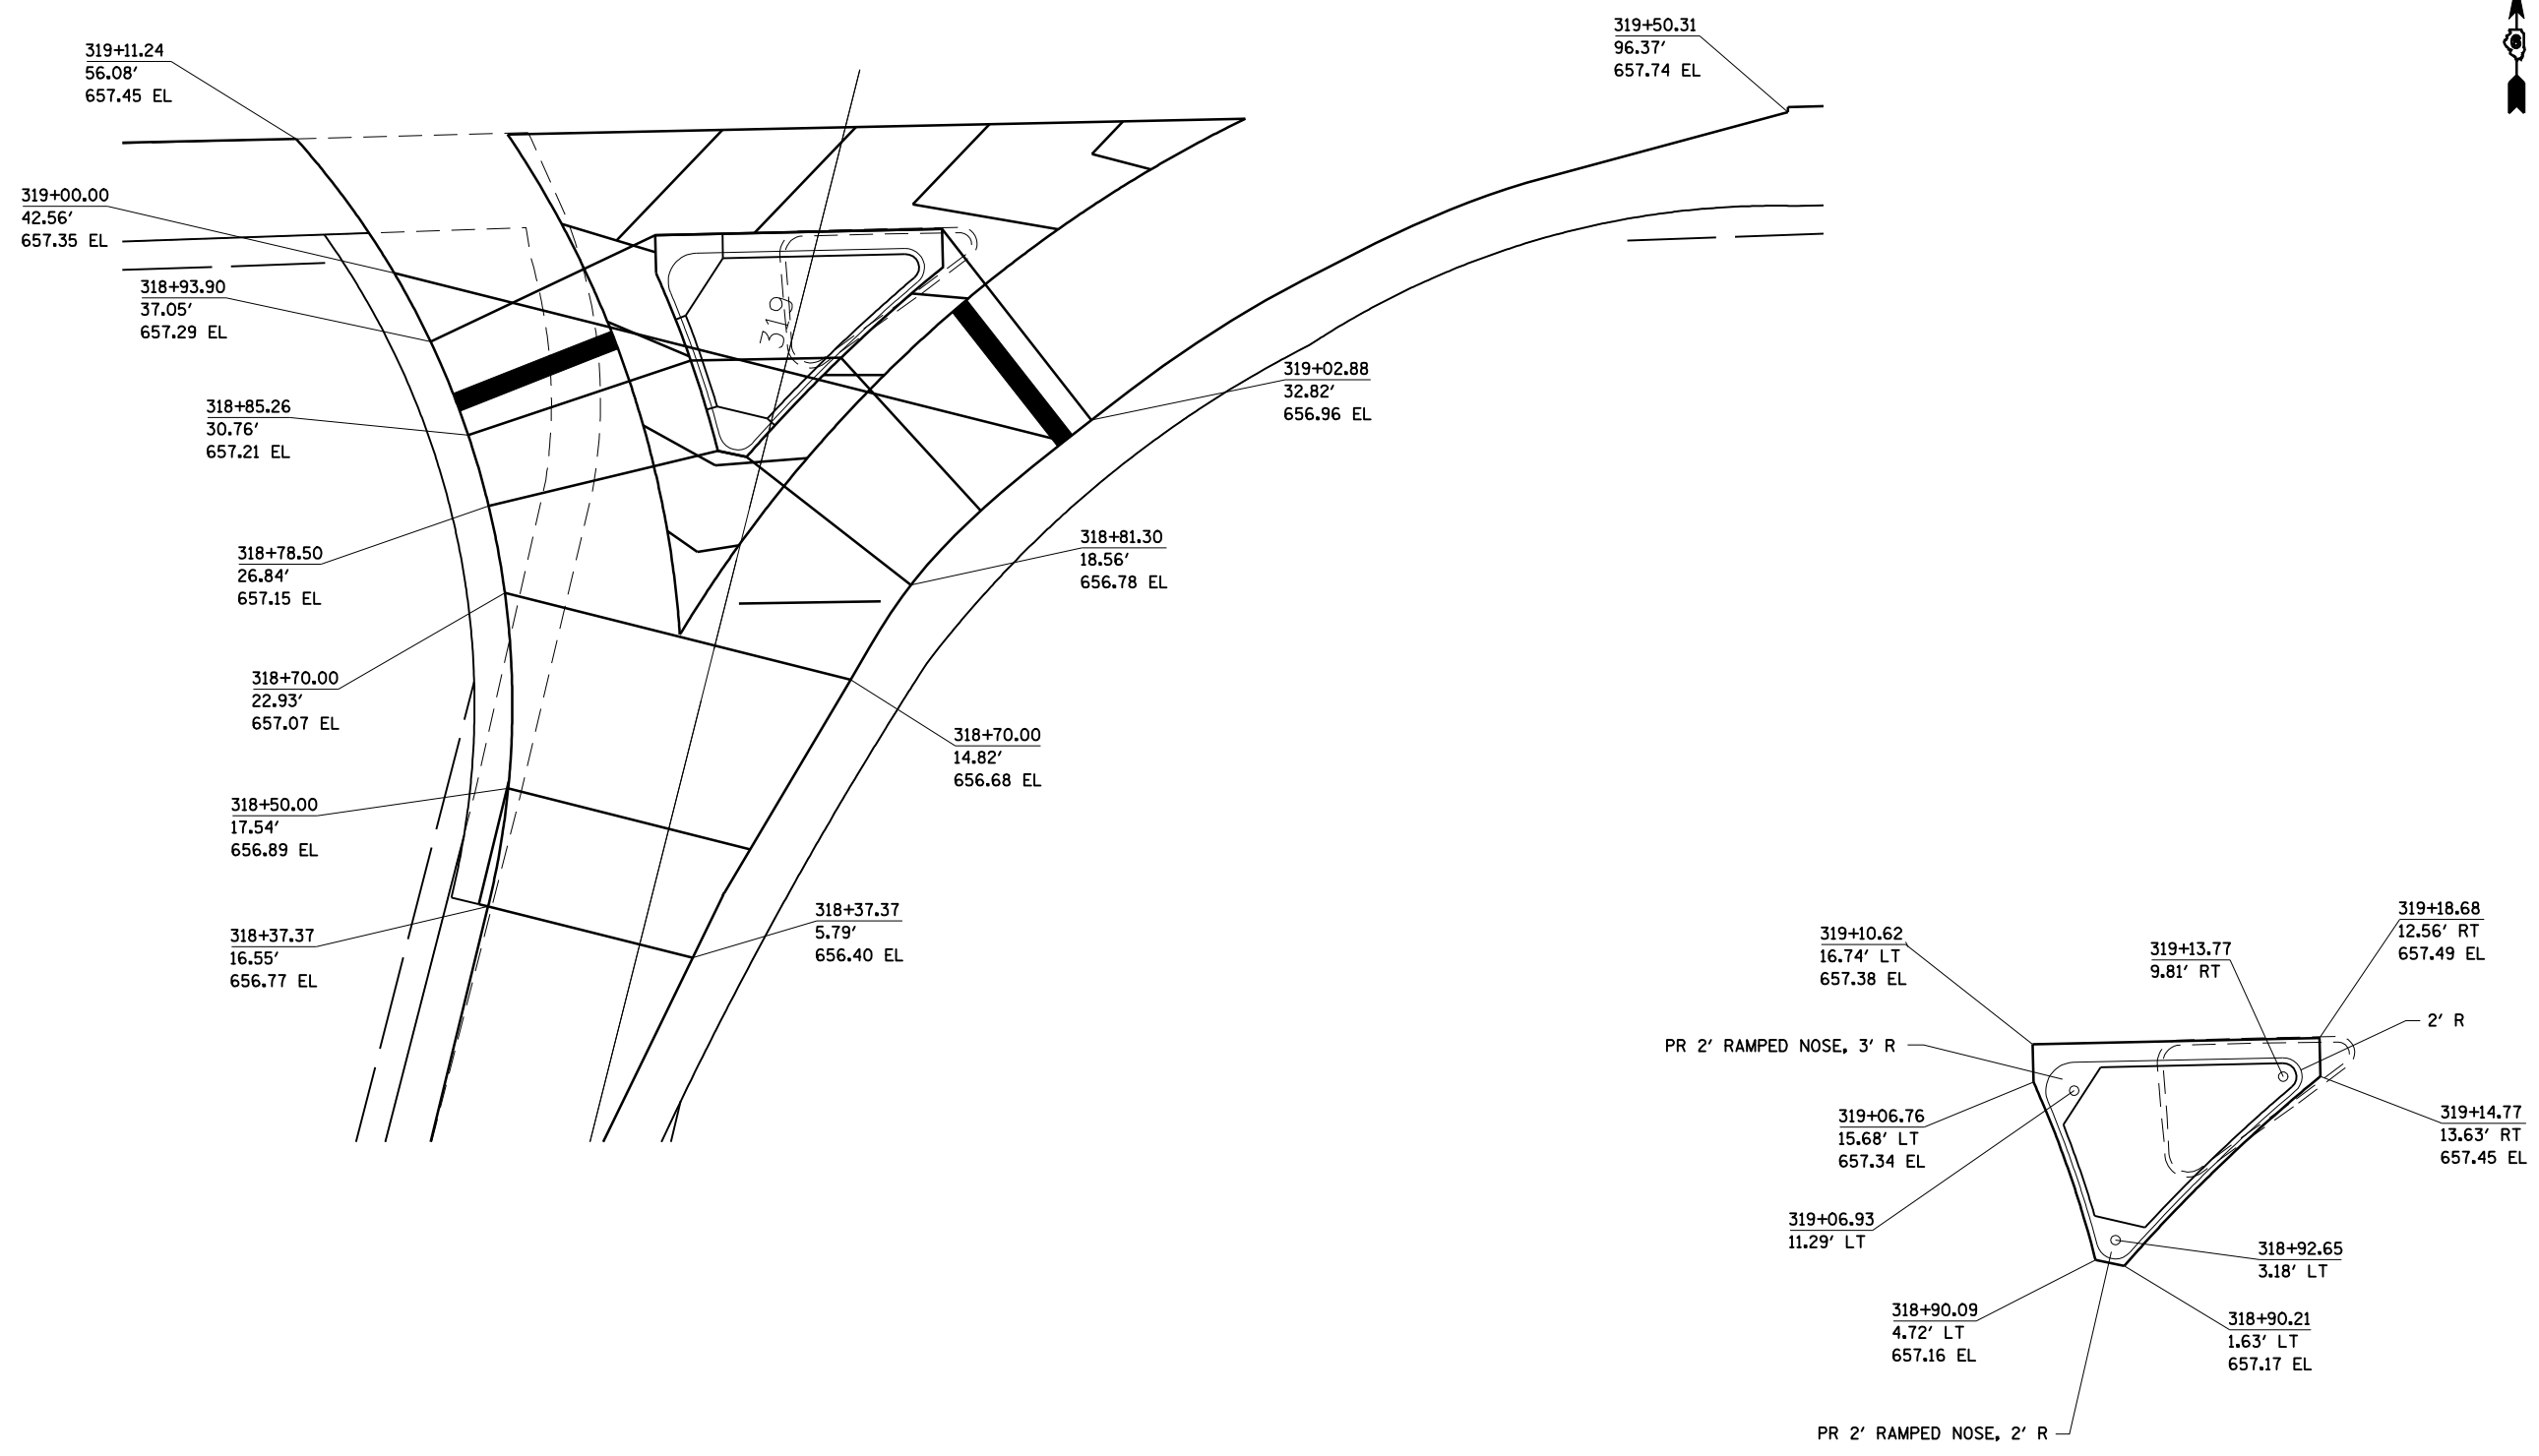 319+11.24
56.08′
657.45 EL
319+50.31
96.37′
657.74 EL
6
319+00.00
42.56′
657.35 EL
318+93.90
37.05′
657.29 EL
319
319+02.88
32.82′
656.96 EL
318+85.26
30.76′
657.21 EL
318+78.50
26.84′
657.15 EL
318+81.30
18.56′
656.78 EL
318+70.00
22.93′
657.07 EL
318+70.00
14.82′
656.68 EL
318+50.00
17.54′
656.89 EL
318+37.37
16.55′
656.77 EL
318+37.37
5.79′
656.40 EL
319+10.62
16.74′ LT
657.38 EL
319+13.77
9.81′ RT
319+18.68
12.56′ RT
657.49 EL
2′ R
PR 2′ RAMPED NOSE, 3′ R
319+06.76
15.68′ LT
657.34 EL
319+14.77
13.63′ RT
657.45 EL
319+06.93
11.29′ LT
318+92.65
3.18′ LT
318+90.09
4.72′ LT
657.16 EL
318+90.21
1.63′ LT
657.17 EL
PR 2′ RAMPED NOSE, 2′ R